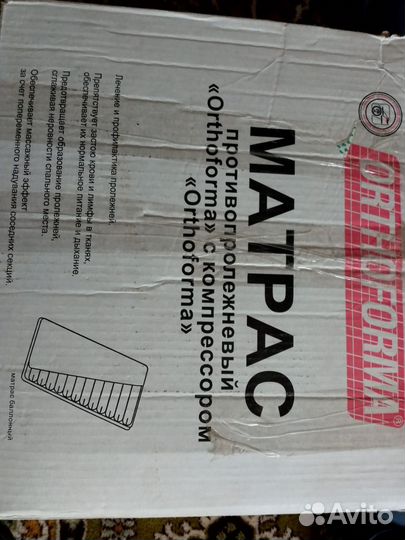 ORTHOFORMA
МАТРАС
противопролежневый
«Orthoforma» с компрессором
«Orthoforma»
Лечение и профилактика пролежней.
Препятствует застою крови и лимфы в тканях,
обеспечивает их нормальное питание и дыхание.
Предотвращает образование пролежней,
сглаживая неровности спального места.
Обеспечивает массажный эффект
за счет попеременного надувания соседних секций.
матрас баллонный
Avito